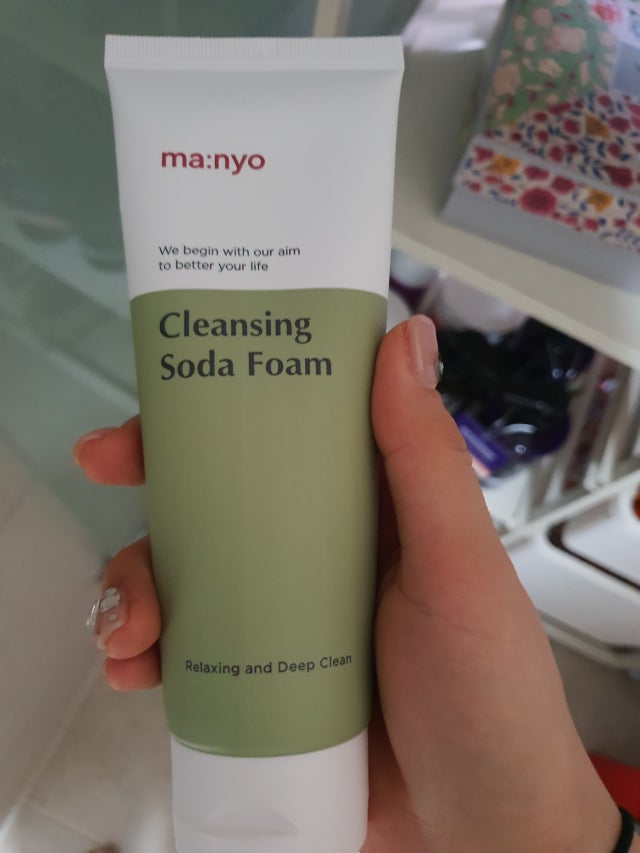 ma:nyo
We begin with our aim
to better your life
Cleansing
Soda Foam
Relaxing and Deep Clean